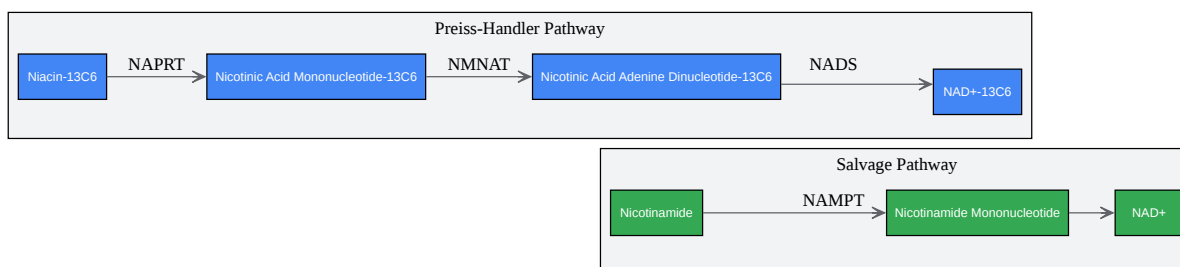 Preiss-Handler Pathway
Niacin-13C6
NAPRT
Nicotinic Acid Mononucleotide-13C6
NMNAT
Nicotinic Acid Adenine Dinucleotide-13C6
NADS
NAD+-13C6
Salvage Pathway
Nicotinamide
NAMPT
Nicotinamide Mononucleotide
NAD+